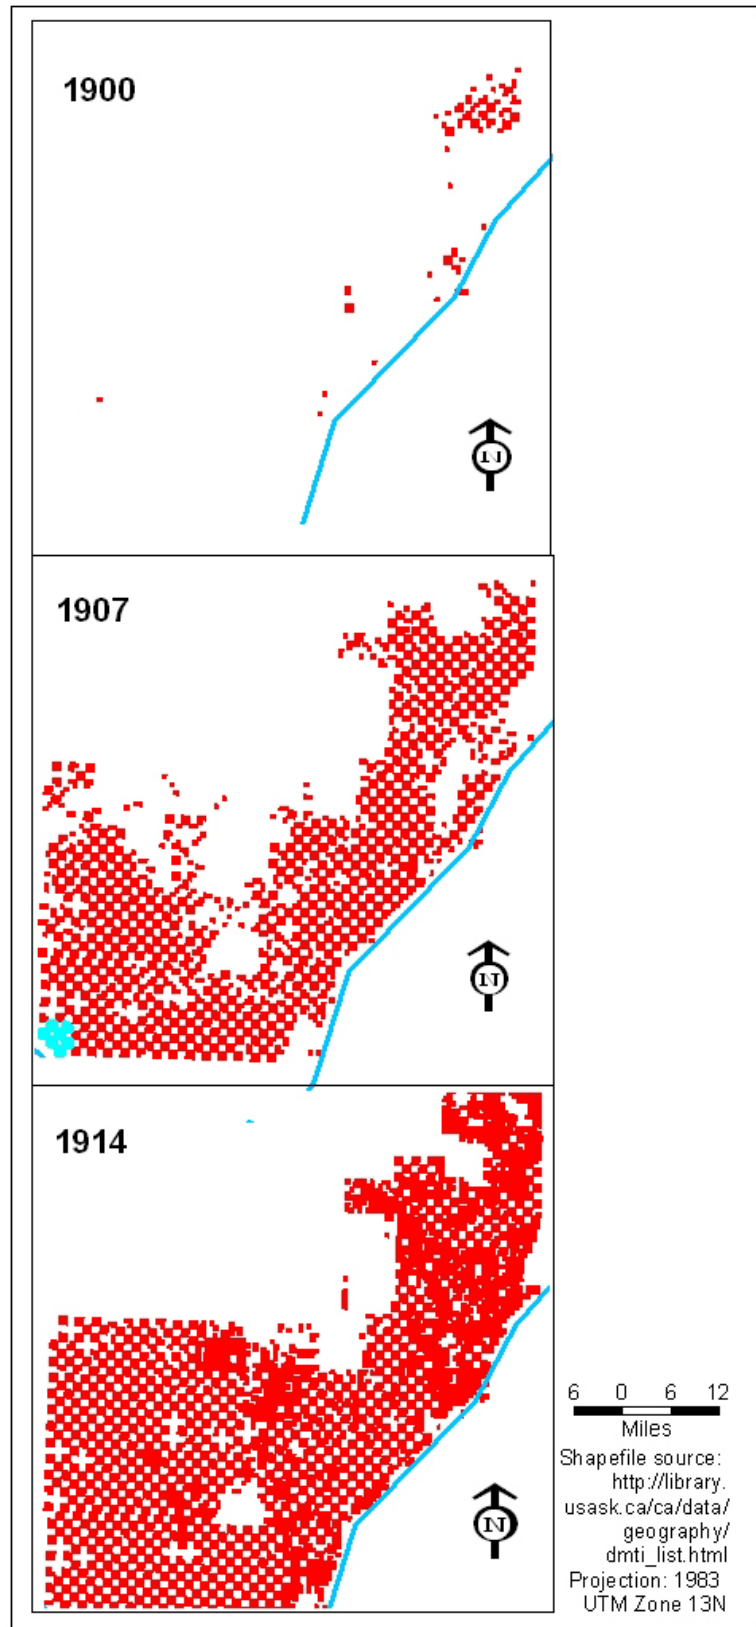 1900
N
1907
N
1914
N
6 0 6 12
Miles
Shapefile source:
http://library.
usask.ca/ca/data/
geography/
dmti_list.html
Projection: 1983
UTM Zone 13N